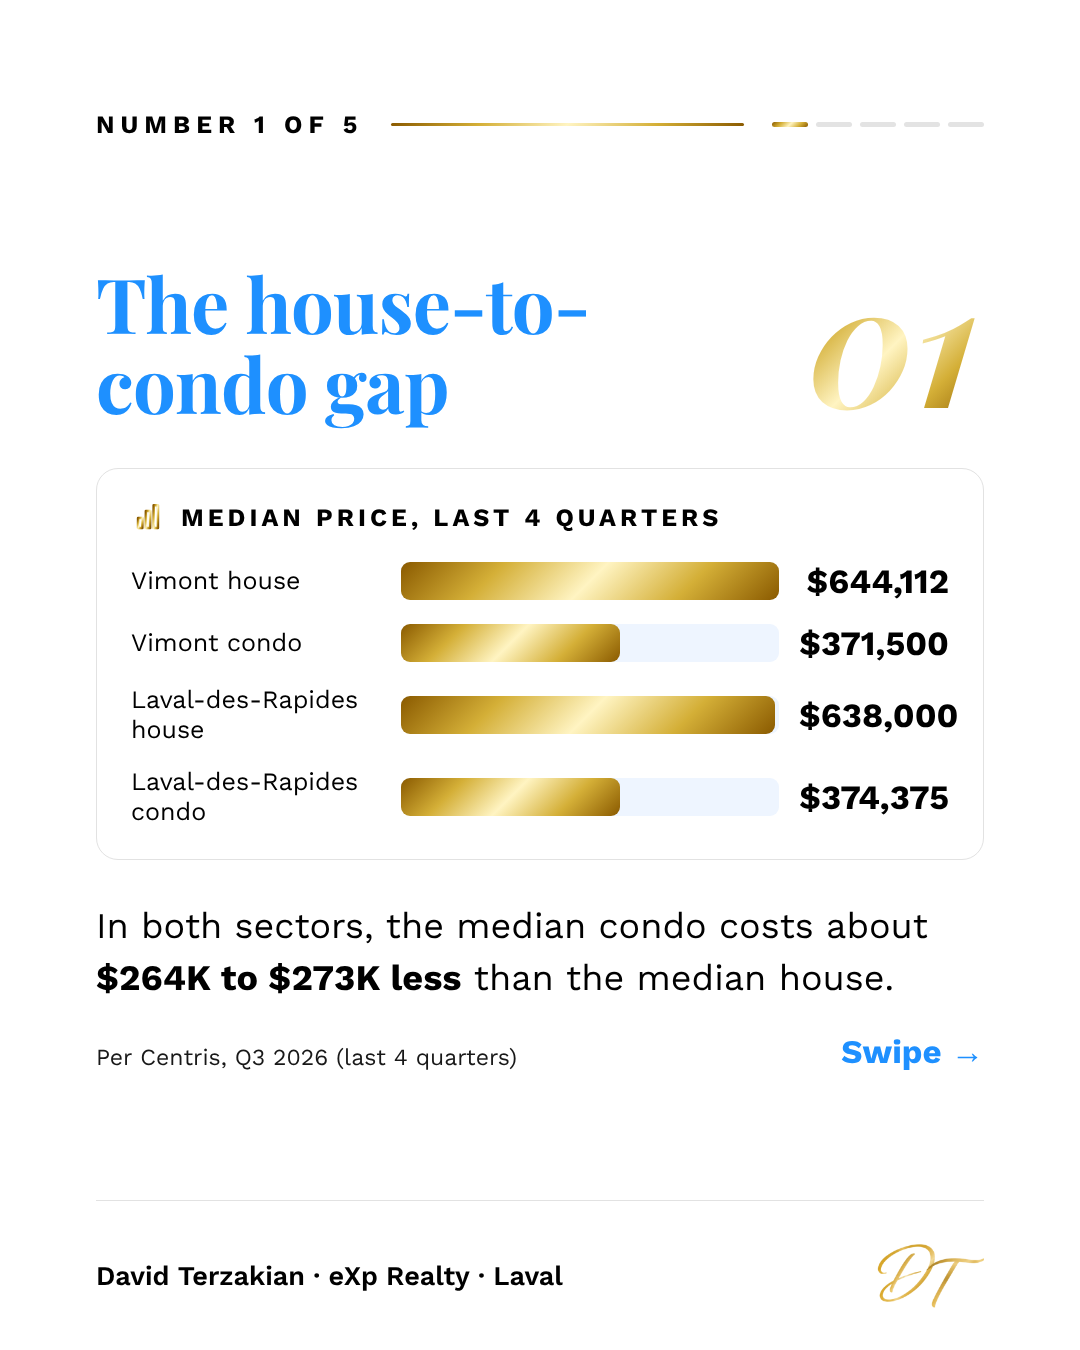 NUMBER 1 OF 5
The house-to-
condo gap
01
MEDIAN PRICE, LAST 4 QUARTERS
Vimont house
$644,112
Vimont condo
$371,500
Laval-des-Rapides
house
$638,000
Laval-des-Rapides
condo
$374,375
In both sectors, the median condo costs about
$264K to $273K less than the median house.
Per Centris, Q3 2026 (last 4 quarters)
Swipe →
David Terzakian · eXp Realty · Laval
DT